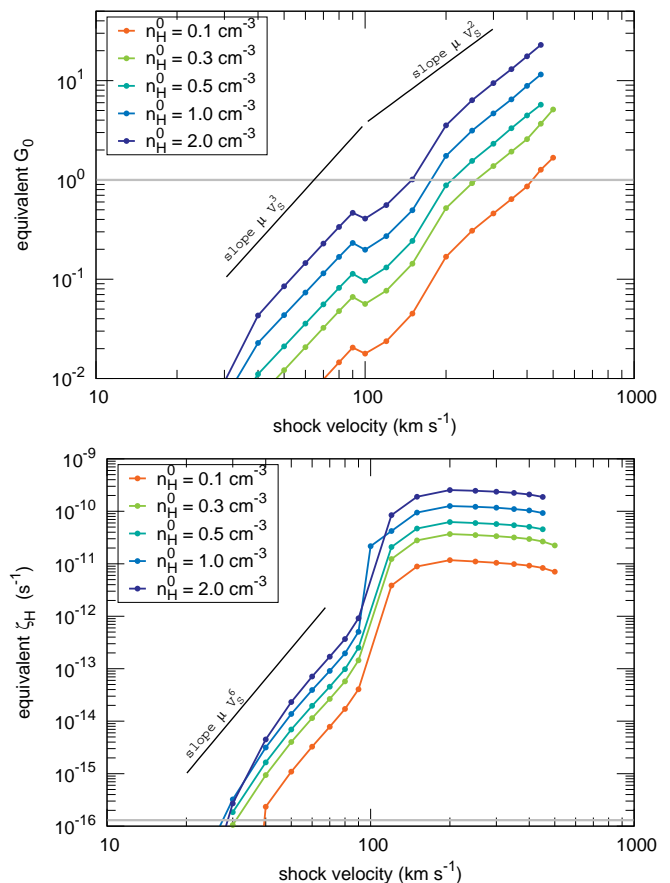 10^1
10^0
10^-1
10^-2
equivalent G_0
n_H^0 = 0.1 cm^-3
n_H^0 = 0.3 cm^-3
n_H^0 = 0.5 cm^-3
n_H^0 = 1.0 cm^-3
n_H^0 = 2.0 cm^-3
slope μ V_S^3
slope μ V_S^2
10
100
1000
shock velocity (km s^-1)
10^-9
10^-10
10^-11
10^-12
10^-13
10^-14
10^-15
10^-16
equivalent ζ_H (s^-1)
n_H^0 = 0.1 cm^-3
n_H^0 = 0.3 cm^-3
n_H^0 = 0.5 cm^-3
n_H^0 = 1.0 cm^-3
n_H^0 = 2.0 cm^-3
slope μ V_S^6
10
100
1000
shock velocity (km s^-1)